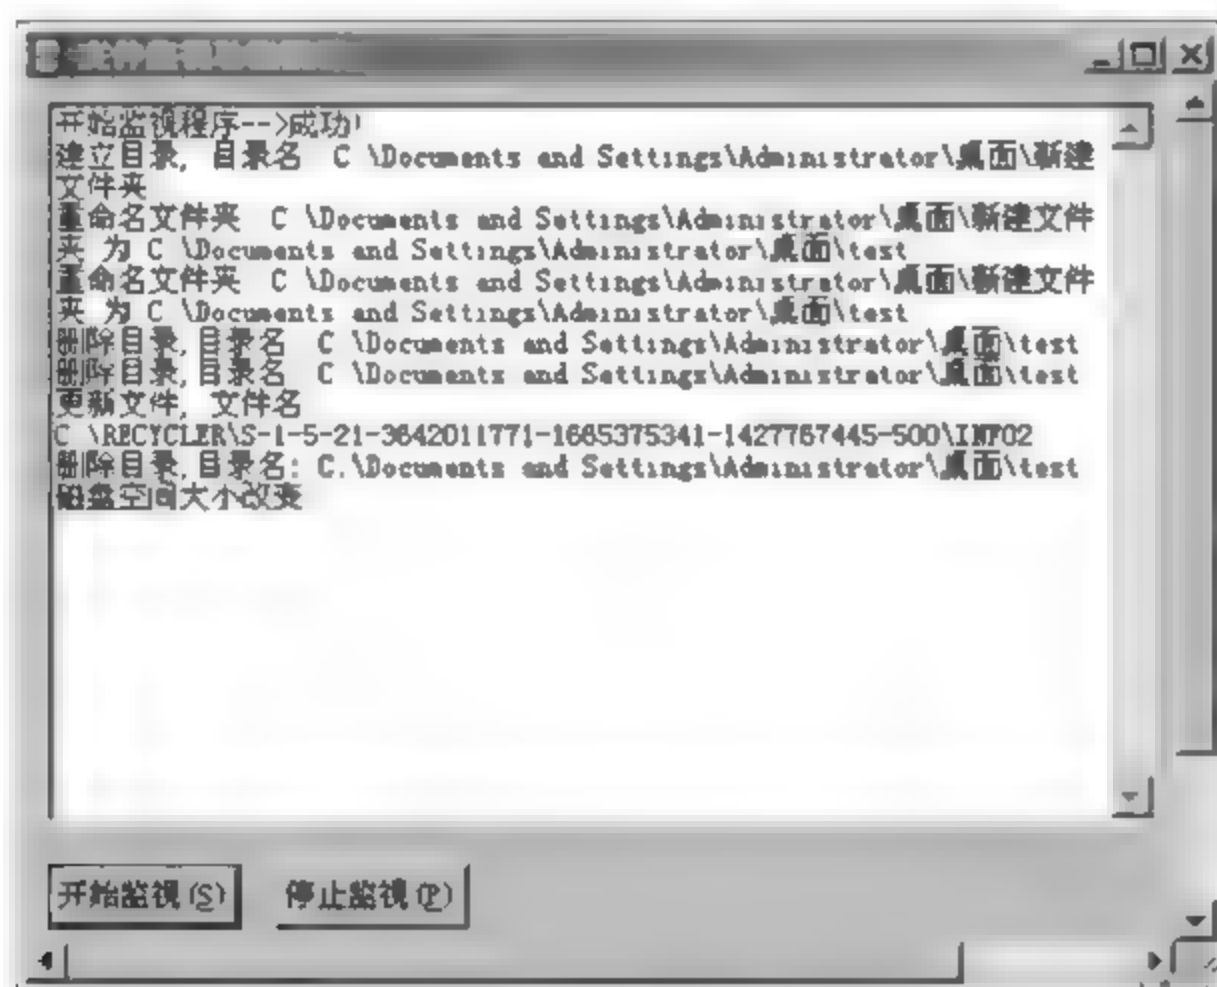 开始监视程序-->成功!
建立目录, 目录名 C \Documents and Settings\Administrator\桌面\新建
文件夹
重命名文件夹 C \Documents and Settings\Administrator\桌面\新建文件
夹 为 C \Documents and Settings\Administrator\桌面\test
重命名文件夹 C \Documents and Settings\Administrator\桌面\新建文件
夹 为 C \Documents and Settings\Administrator\桌面\test
删除目录,目录名 C \Documents and Settings\Administrator\桌面\test
删除目录,目录名 C \Documents and Settings\Administrator\桌面\test
更新文件, 文件名
C \RECYCLER\S-1-5-21-3642011771-1665375341-1427767445-500\INFO2
删除目录,目录名: C.\Documents and Settings\Administrator\桌面\test
磁盘空间大小改变
开始监视(S) 停止监视(P)